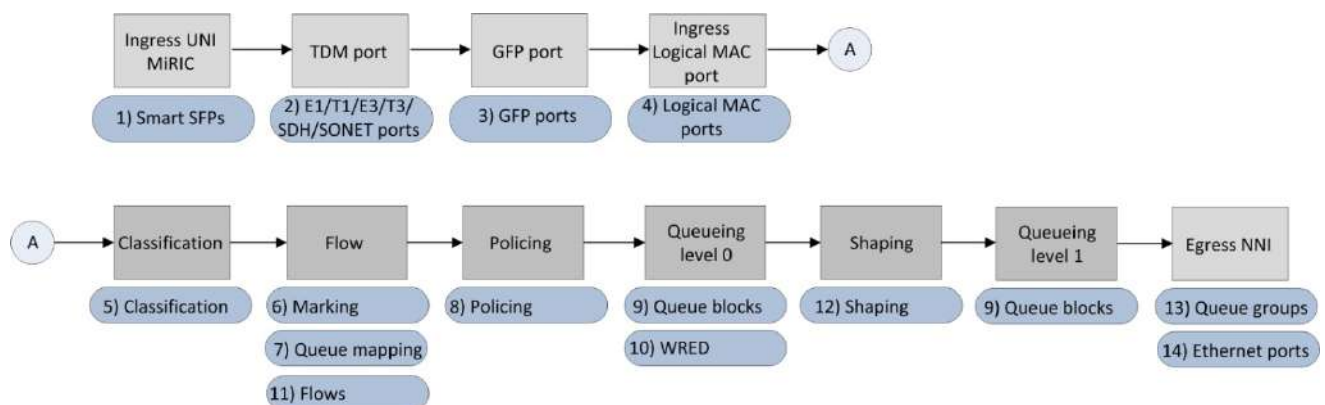 Ingress UNI
MiRIC
TDM port
GFP port
Ingress
Logical MAC
port
A
1) Smart SFPs
2) E1/T1/E3/T3/
SDH/SONET ports
3) GFP ports
4) Logical MAC
ports
A
Classification
Flow
Policing
Queueing
level 0
Shaping
Queueing
level 1
Egress NNI
5) Classification
6) Marking
8) Policing
9) Queue blocks
12) Shaping
9) Queue blocks
13) Queue groups
7) Queue mapping
10) WRED
14) Ethernet ports
11) Flows